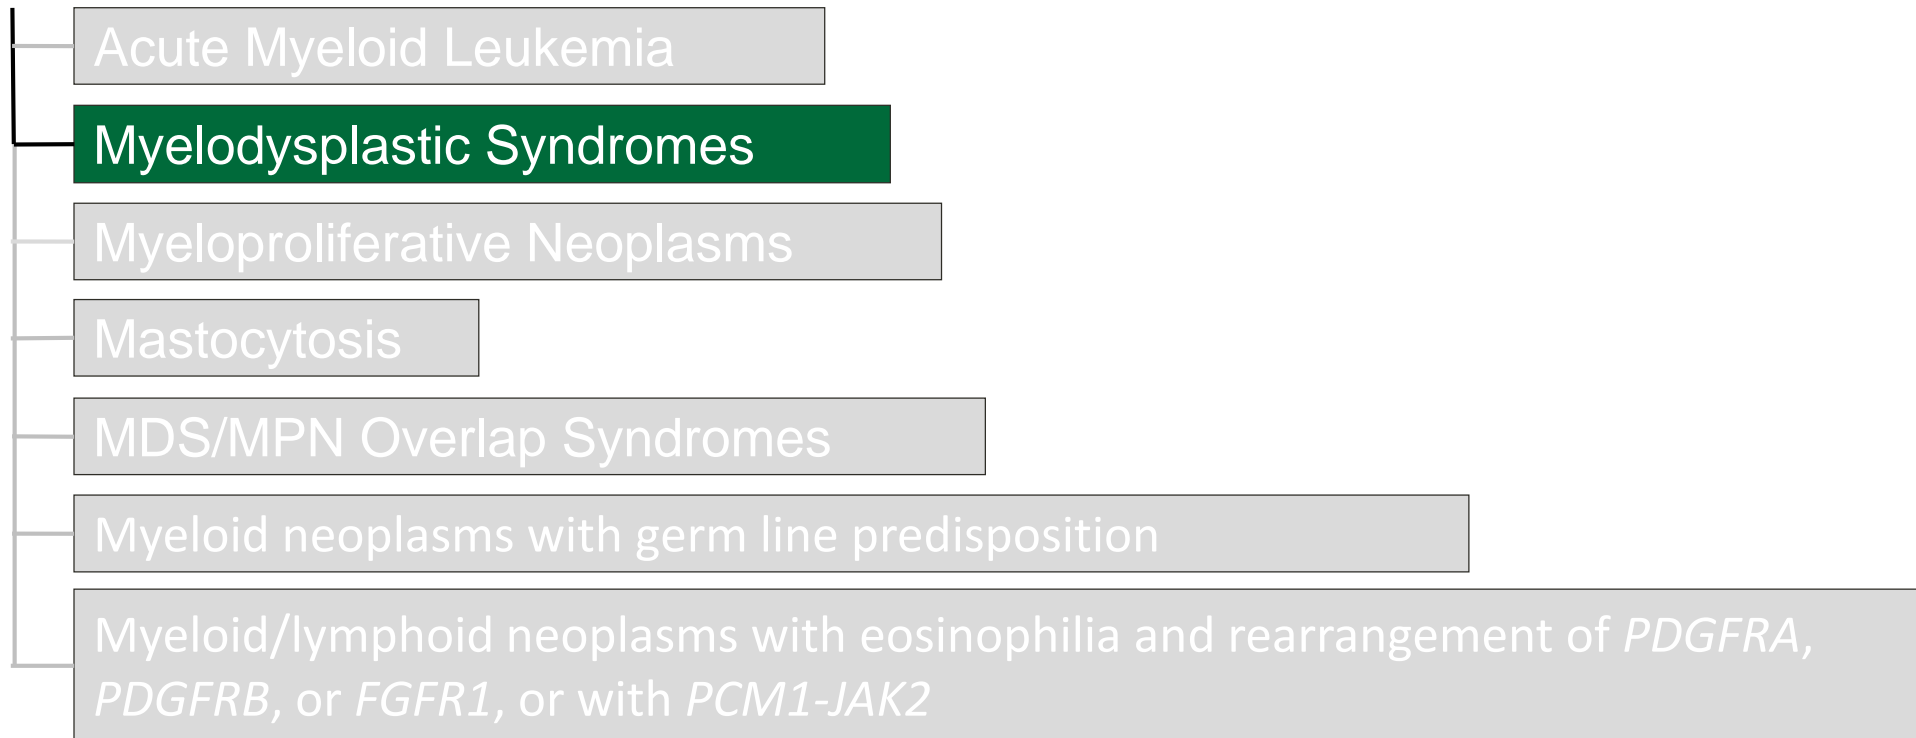 Acute Myeloid Leukemia
Myelodysplastic Syndromes
Myeloproliferative Neoplasms
Mastocytosis
MDS/MPN Overlap Syndromes
Myeloid neoplasms with germ line predisposition
Myeloid/lymphoid neoplasms with eosinophilia and rearrangement of PDGFRA,
PDGFRB, or FGFR1, or with PCM1-JAK2